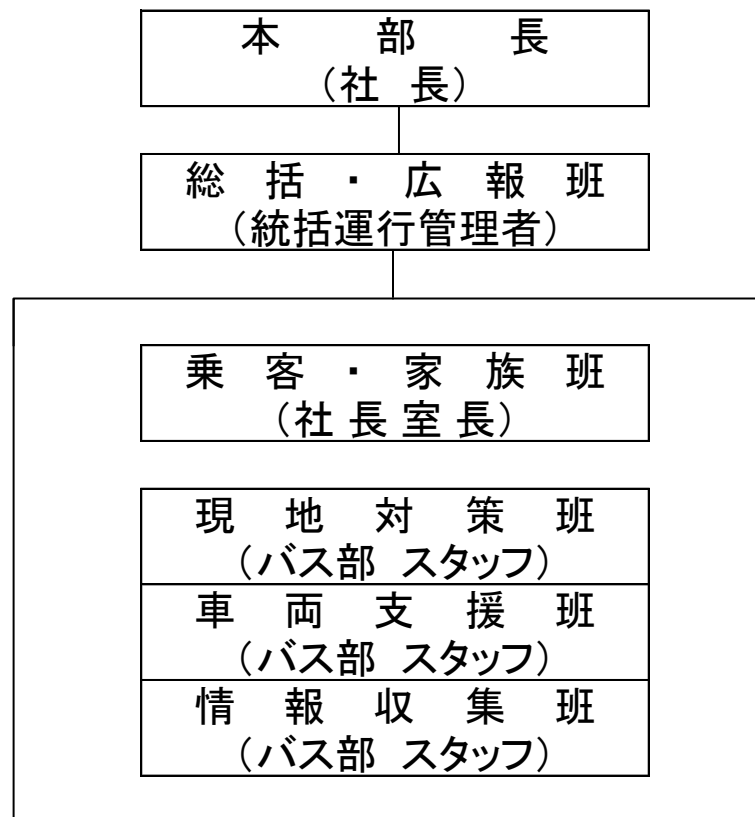 本部長
(社 長)
総括・広報班
(統括運行管理者)
乗客・家族班
(社長室長)
現地対策班
(バス部 スタッフ)
車両支援班
(バス部 スタッフ)
情報収集班
(バス部 スタッフ)